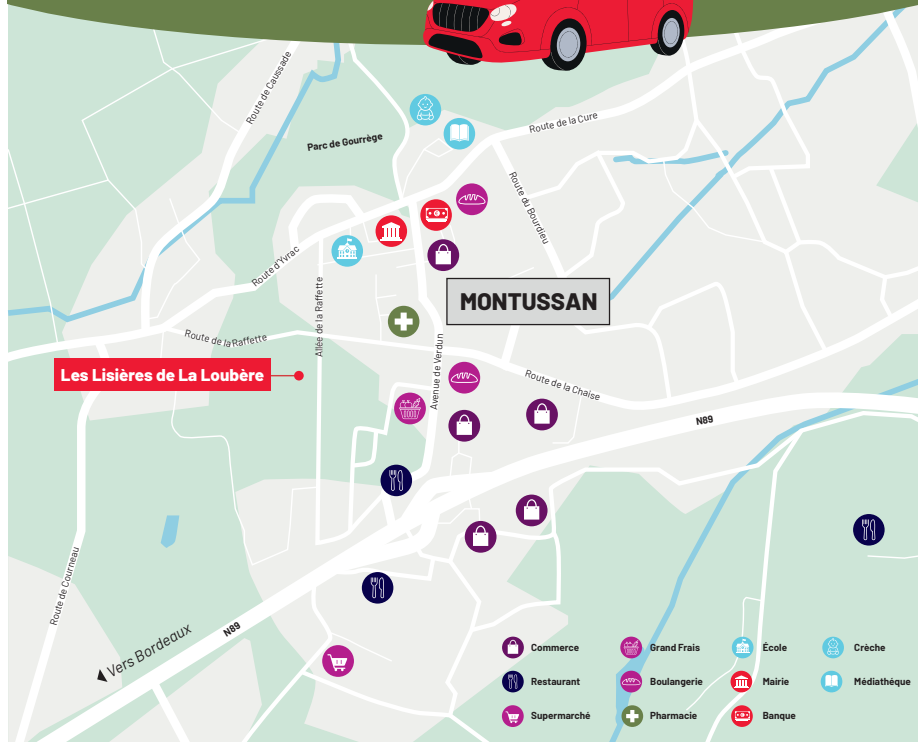 Route de Caussade
Parc de Gourrège
Route de la Cure
Route du Bourdieu
Route d'Yvrac
Allée de la Raffette
MONTUSSAN
Route de la Raffette
Avenue de Verdun
Les Lisières de La Loubère
Route de la Chaise
N89
Route de Courneau
Vers Bordeaux
N89
Commerce
Grand Frais
École
Crèche
Restaurant
Boulangerie
Mairie
Médiathèque
Supermarché
Pharmacie
Banque